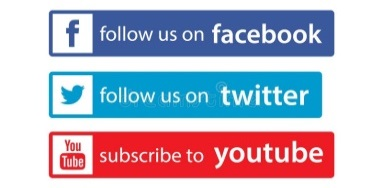 f follow us on facebook
follow us on twitter
You
Tube subscribe to youtube